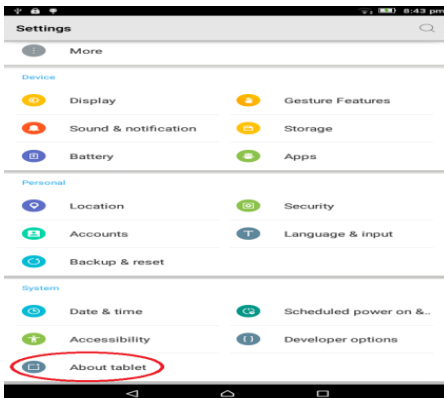 8:43 pm
Settings
More
Device
Display
Gesture Features
Sound & notification
Storage
Battery
Apps
Personal
Location
Security
Accounts
Language & input
Backup & reset
System
Date & time
Scheduled power on &..
Accessibility
Developer options
About tablet